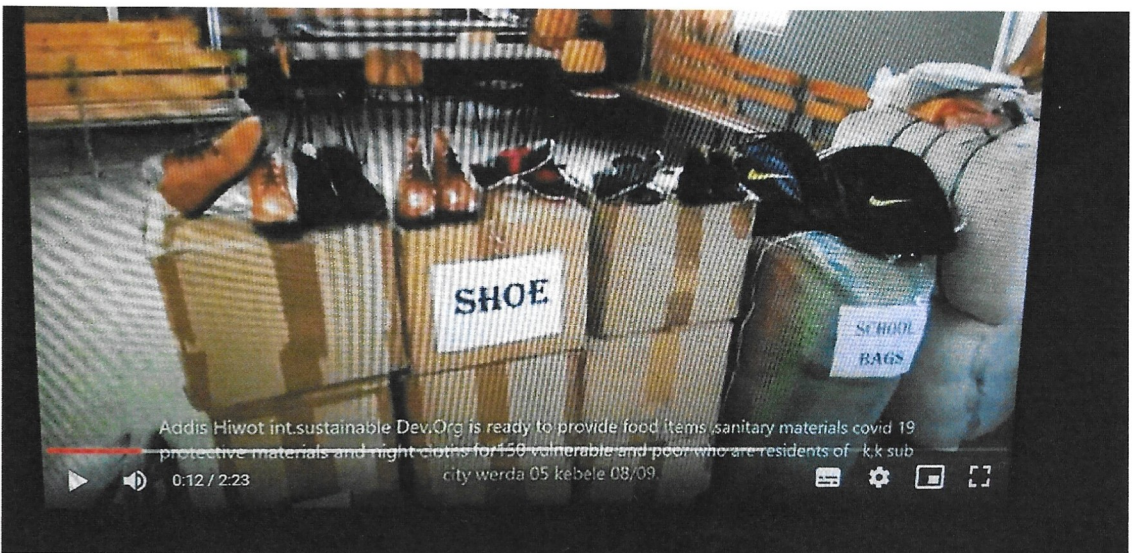 SHOE
SCHOOL
BAGS
Addis Hiwot int.sustainable Dev.Org is ready to provide food items ,sanitary materials covid 19
protective materials and night cloths for 150 vulnerable and poor who are residents of k,k sub
city werda 05 kebele 08/09.
0:12 / 2:23